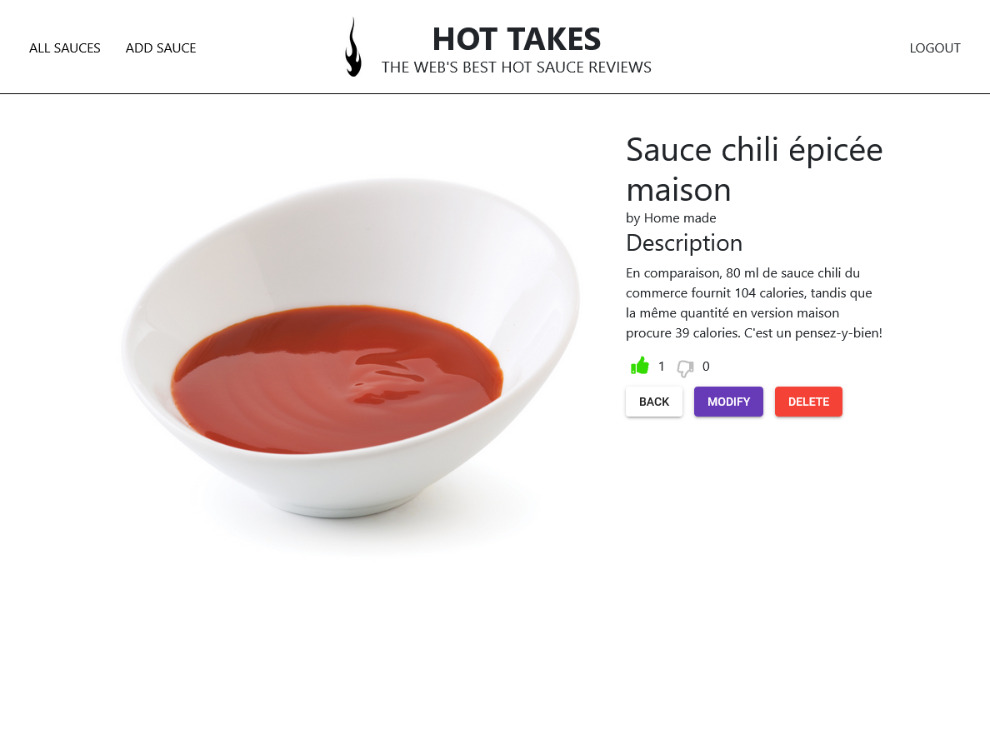 ALL SAUCES
ADD SAUCE
HOT TAKES
THE WEB'S BEST HOT SAUCE REVIEWS
LOGOUT
Sauce chili épicée
maison
by Home made
Description
En comparaison, 80 ml de sauce chili du
commerce fournit 104 calories, tandis que
la même quantité en version maison
procure 39 calories. C'est un pensez-y-bien!
1 0
BACK MODIFY DELETE